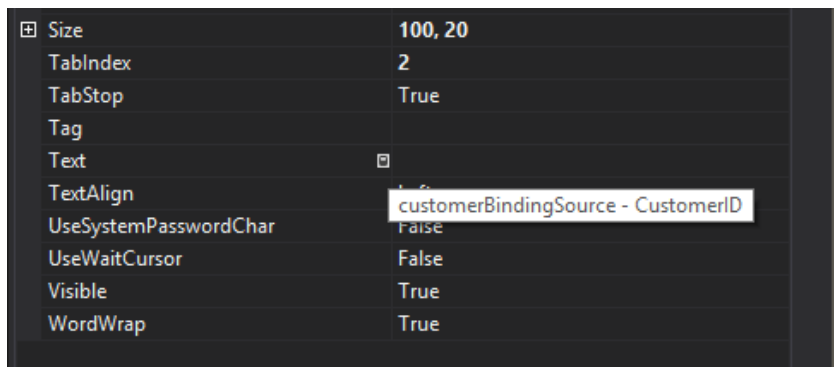 Size 100, 20
TabIndex 2
TabStop True
Tag
Text
TextAlign
customerBindingSource - CustomerID
UseSystemPasswordChar False
UseWaitCursor False
Visible True
WordWrap True